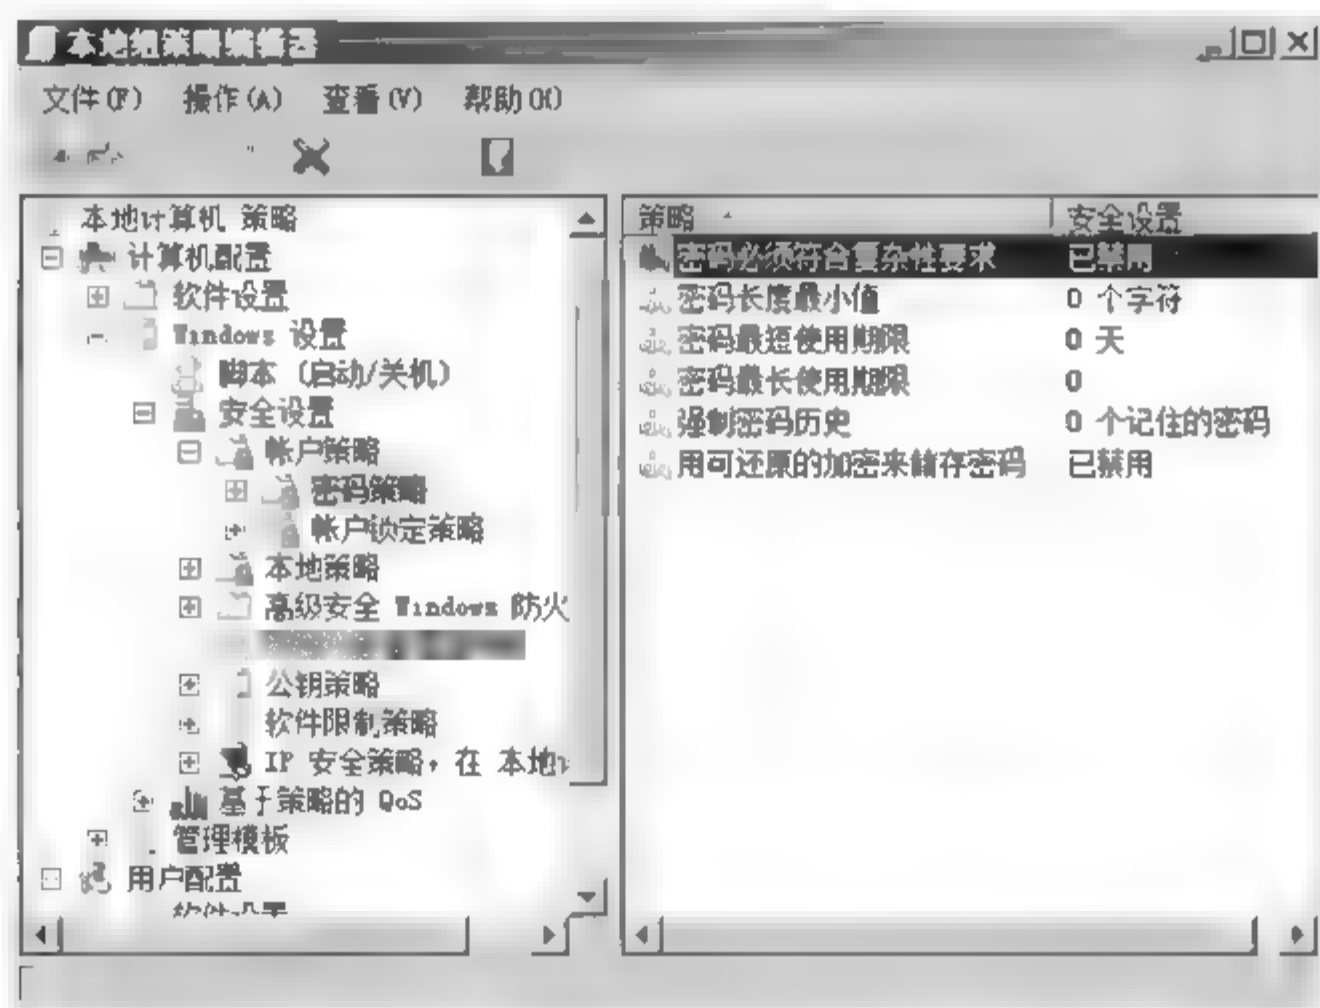 本地组策略编辑器
文件(F) 操作(A) 查看(V) 帮助(H)
本地计算机 策略
计算机配置
软件设置
Windows 设置
脚本 (启动/关机)
安全设置
帐户策略
密码策略
帐户锁定策略
本地策略
高级安全 Windows 防火
公钥策略
软件限制策略
IP 安全策略，在 本地
基于策略的 QoS
管理模板
用户配置
软件设置
策略 安全设置
密码必须符合复杂性要求 已禁用
密码长度最小值 0 个字符
密码最短使用期限 0 天
密码最长使用期限 0
强制密码历史 0 个记住的密码
用可还原的加密来储存密码 已禁用